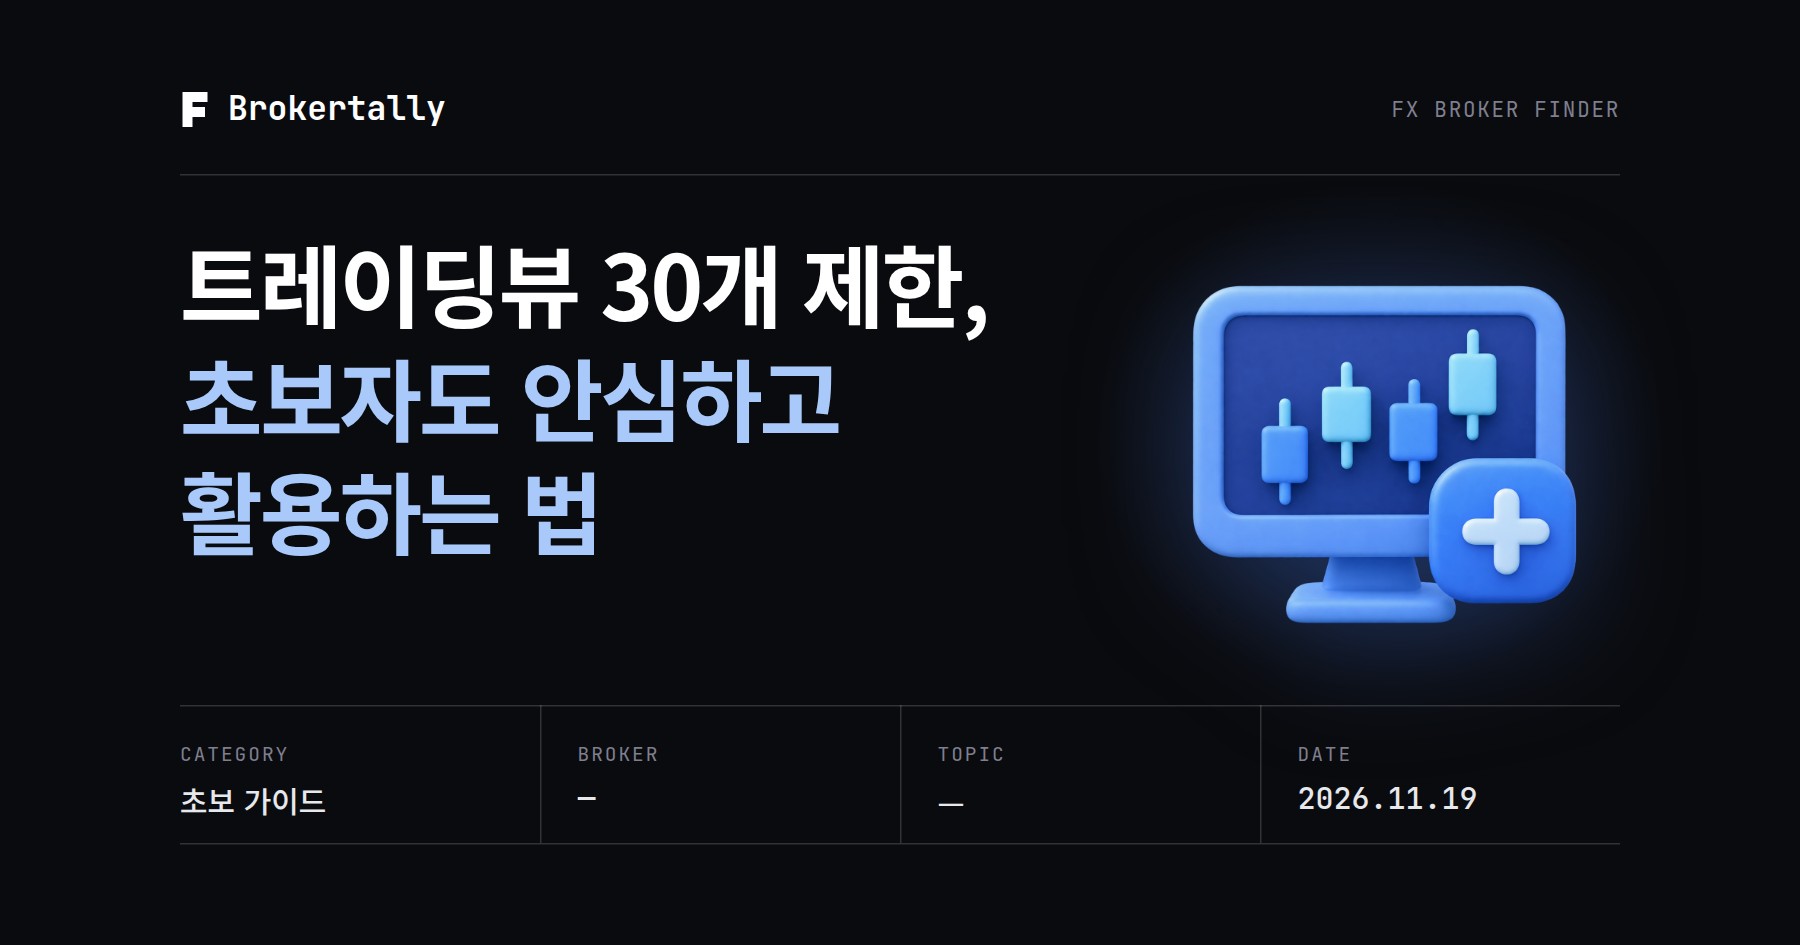 Brokertally
FX BROKER FINDER
트레이딩뷰 30개 제한,
초보자도 안심하고
활용하는 법
CATEGORY
초보 가이드
BROKER
–
TOPIC
—
DATE
2026.11.19